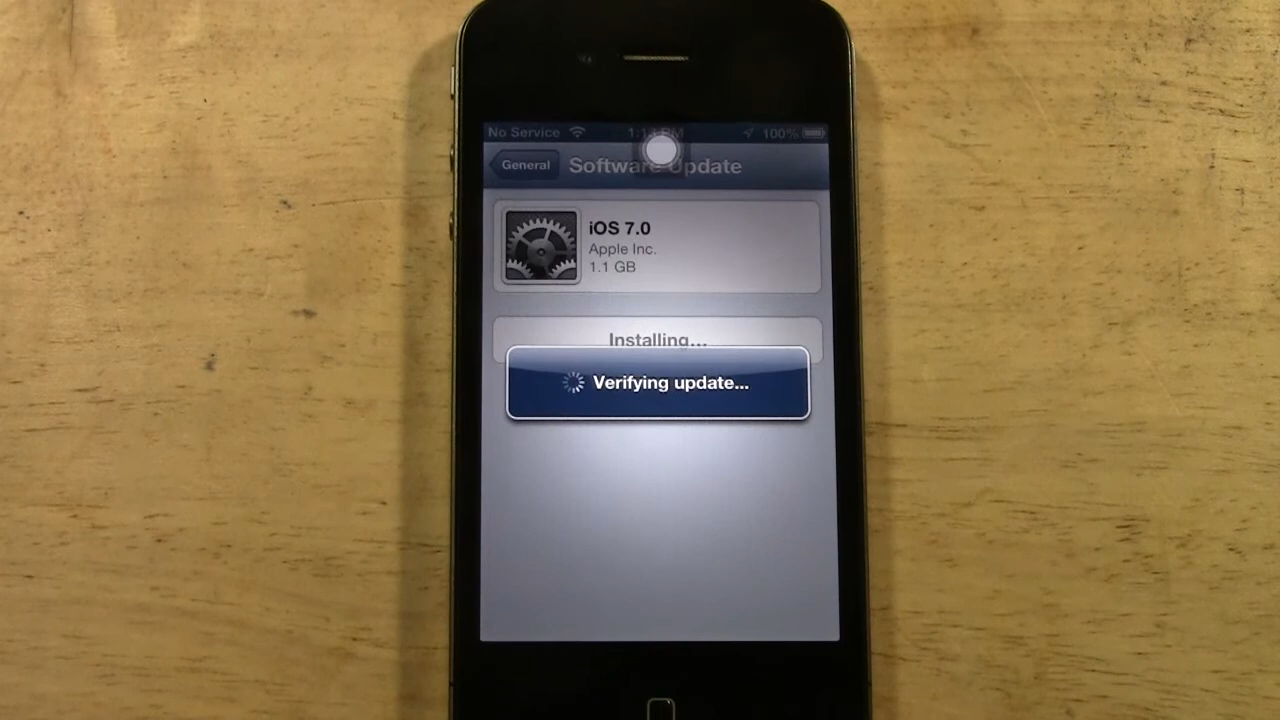 No Service 100%
General Software Update
iOS 7.0
Apple Inc.
1.1 GB
Installing...
Verifying update...